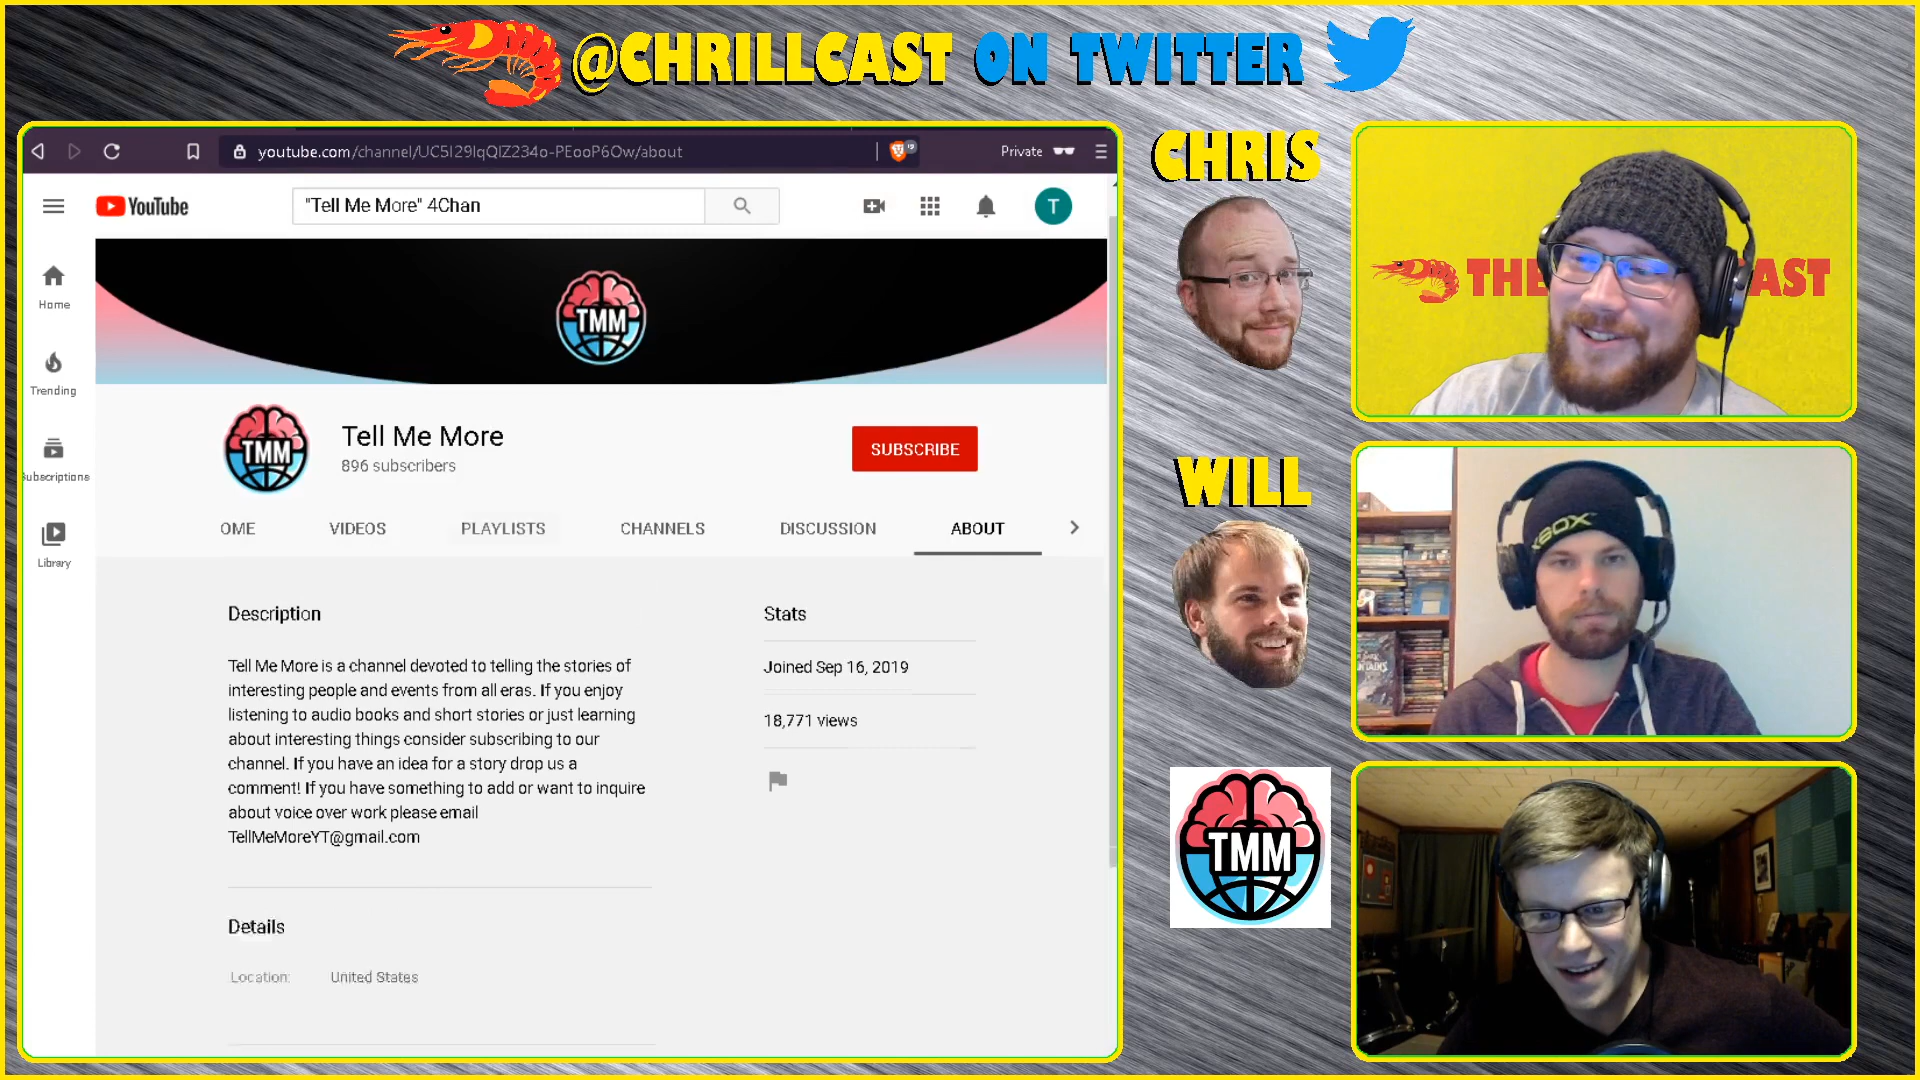 @CHRILLCAST ON TWITTER
youtube.com/channel/UC5I29IqQIZ234o-PEooP6Ow/about
Private
YouTube
"Tell Me More" 4Chan
T
Home
Trending
Subscriptions
Library
TMM
TMM
Tell Me More
896 subscribers
SUBSCRIBE
OME
VIDEOS
PLAYLISTS
CHANNELS
DISCUSSION
ABOUT
Description
Tell Me More is a channel devoted to telling the stories of
interesting people and events from all eras. If you enjoy
listening to audio books and short stories or just learning
about interesting things consider subscribing to our
channel. If you have an idea for a story drop us a
comment! If you have something to add or want to inquire
about voice over work please email
TellMeMoreYT@gmail.com
Stats
Joined Sep 16, 2019
18,771 views
Details
Location:
United States
CHRIS
THE
AST
WILL
XBOX
TMM